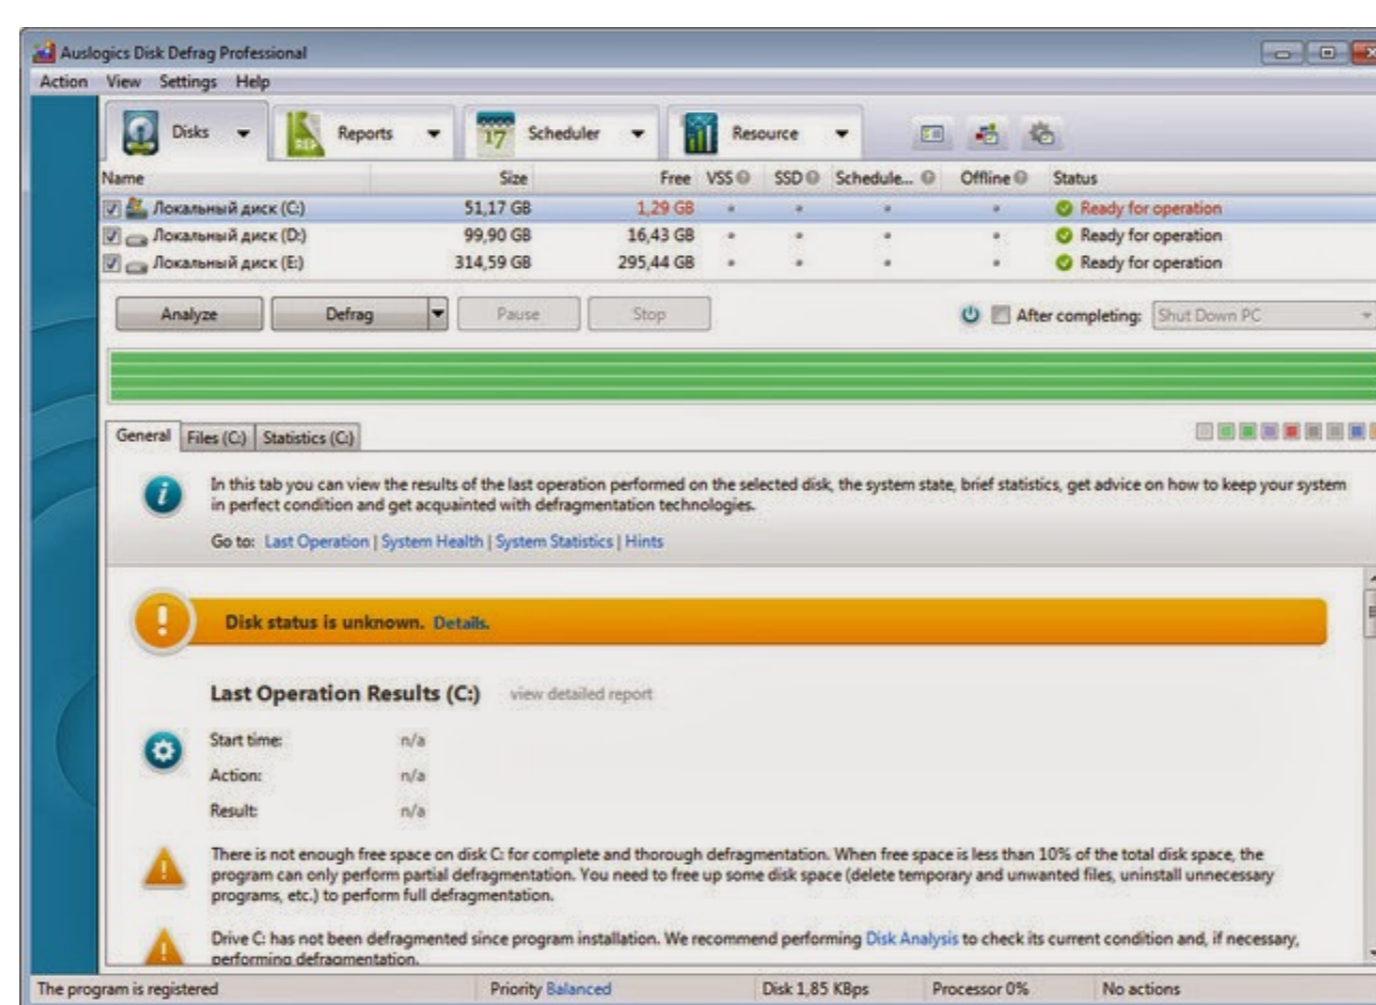 Auslogics Disk Defrag Professional
Action View Settings Help
Disks Reports 17 Scheduler Resource
REP
Name Size Free VSS SSD Schedule... Offline Status
Локальный диск (C:) 51,17 GB 1,29 GB Ready for operation
Локальный диск (D:) 99,90 GB 16,43 GB Ready for operation
Локальный диск (E:) 314,59 GB 295,44 GB Ready for operation
Analyze Defrag Pause Stop After completing: Shut Down PC
General Files (C:) Statistics (C:)
In this tab you can view the results of the last operation performed on the selected disk, the system state, brief statistics, get advice on how to keep your system
in perfect condition and get acquainted with defragmentation technologies.
Go to: Last Operation | System Health | System Statistics | Hints
Disk status is unknown. Details.
Last Operation Results (C:) view detailed report
Start time: n/a
Action: n/a
Result: n/a
There is not enough free space on disk C: for complete and thorough defragmentation. When free space is less than 10% of the total disk space, the
program can only perform partial defragmentation. You need to free up some disk space (delete temporary and unwanted files, uninstall unnecessary
programs, etc.) to perform full defragmentation.
Drive C: has not been defragmented since program installation. We recommend performing Disk Analysis to check its current condition and, if necessary,
performing defragmentation.
The program is registered Priority Balanced Disk 1,85 KBps Processor 0% No actions